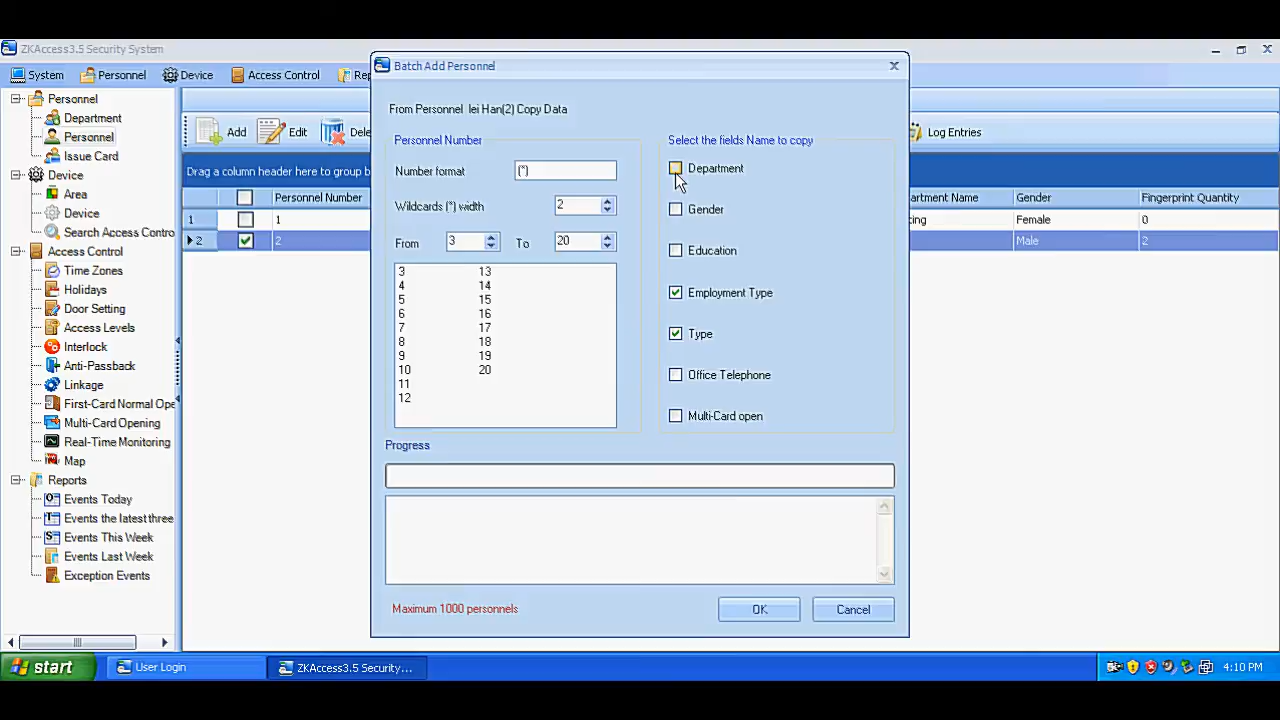 ZKAccess3.5 Security System
System Personnel Device Access Control
Personnel
Department
Personnel
Issue Card
Device
Area
Device
Search Access Contro
Access Control
Time Zones
Holidays
Door Setting
Access Levels
Interlock
Anti-Passback
Linkage
First-Card Normal Ope
Multi-Card Opening
Real-Time Monitoring
Map
Reports
Events Today
Events the latest three
Events This Week
Events Last Week
Exception Events
Add Edit Log Entries
Drag a column header here to group b
Personnel Number Gender Fingerprint Quantity
1 1 Female 0
2 2 Male 2
Batch Add Personnel
From Personnel lei Han(2) Copy Data
Personnel Number
Number format (*)
Wildcards (*) width 2
From 3 To 20
3 13
4 14
5 15
6 16
7 17
8 18
9 19
10 20
11
12
Select the fields Name to copy
Department
Gender
Education
Employment Type
Type
Office Telephone
Multi-Card open
Progress
Maximum 1000 personnels
OK Cancel
start User Login ZKAccess3.5 Security... 4:10 PM